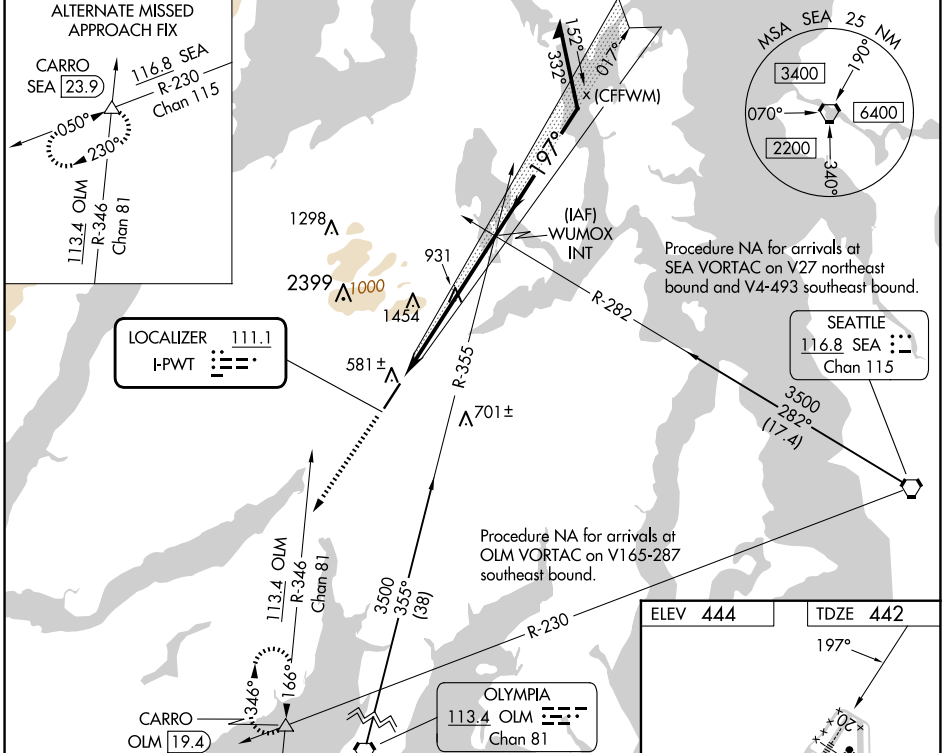 ALTERNATE MISSED
APPROACH FIX
CARRO
SEA 23.9
116.8 SEA
R-230
Chan 115
050°
230°
113.4 OLM
R-346
Chan 81
152°
332°
017°
(CFFWM)
197°
MSA SEA 25 NM
190°
3400
070°
6400
2200
340°
(IAF)
WUMOX
INT
1298
931
2399
1000
1454
Procedure NA for arrivals at
SEA VORTAC on V27 northeast
bound and V4-493 southeast bound.
R-282
LOCALIZER 111.1
I-PWT
581±
R-355
701±
SEATTLE
116.8 SEA
Chan 115
3500
282°
(17.4)
Procedure NA for arrivals at
OLM VORTAC on V165-287
southeast bound.
113.4 OLM
R-346
Chan 81
3500
355°
(38)
R-230
ELEV 444
TDZE 442
197°
20
346°
166°
CARRO
OLM 19.4
OLYMPIA
113.4 OLM
Chan 81